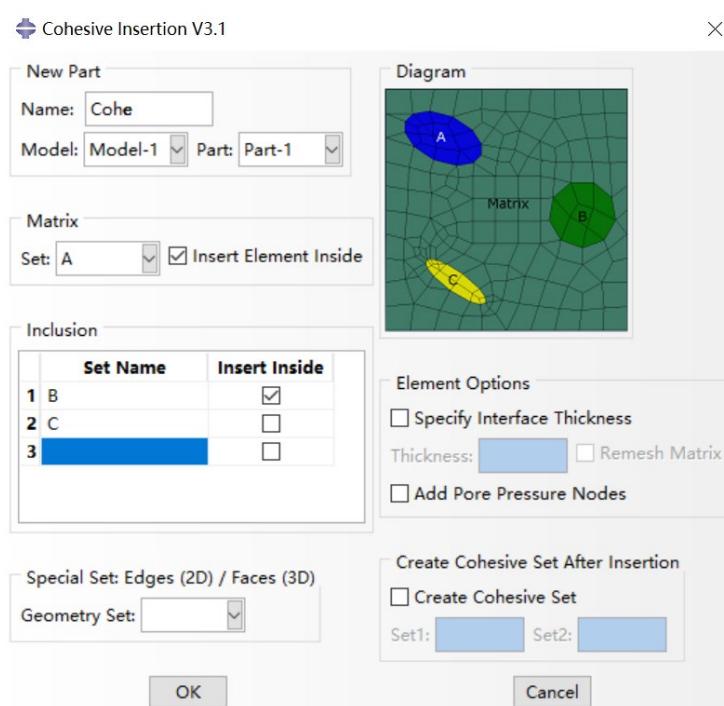 Cohesive Insertion V3.1
New Part
Name: Cohe
Model: Model-1 Part: Part-1
Matrix
Set: A Insert Element Inside
Inclusion
Set Name Insert Inside
1 B
2 C
3
Special Set: Edges (2D) / Faces (3D)
Geometry Set:
Diagram
A
Matrix
B
C
Element Options
Specify Interface Thickness
Thickness: Remesh Matrix
Add Pore Pressure Nodes
Create Cohesive Set After Insertion
Create Cohesive Set
Set1: Set2:
OK Cancel